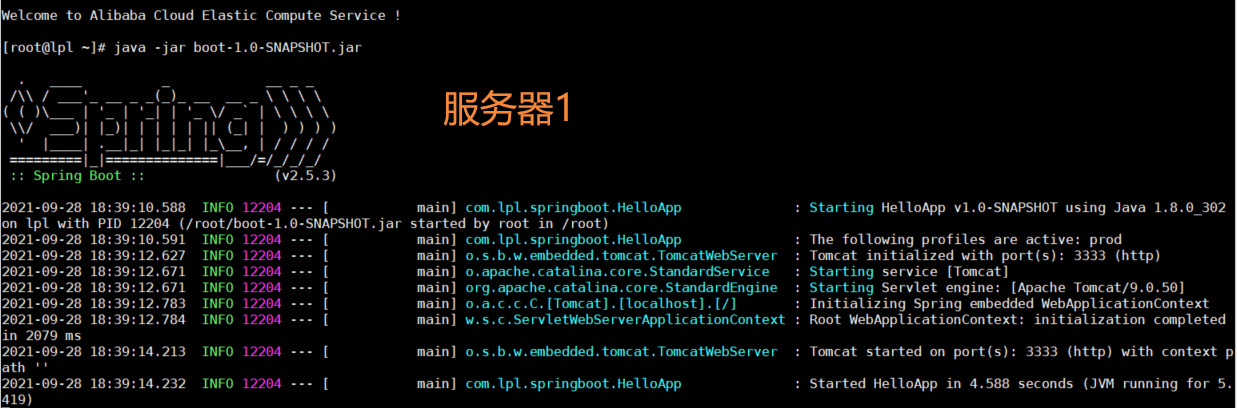 Welcome to Alibaba Cloud Elastic Compute Service !
[root@lpl ~]# java -jar boot-1.0-SNAPSHOT.jar
  .   ____          _            __ _ _
 /\\ / ___'_ __ _ _(_)_ __  __ _ \ \ \ \
( ( )\___ | '_ | '_| | '_ \/ _` | \ \ \ \
 \\/  ___)| |_)| | | | | || (_| |  ) ) ) )
  '  |____| .__|_| |_|_| |_\__, | / / / /
 =========|_|==============|___/=/_/_/_/
 :: Spring Boot ::                (v2.5.3)
服务器1
2021-09-28 18:39:10.588  INFO 12204 --- [           main] com.lpl.springboot.HelloApp              : Starting HelloApp v1.0-SNAPSHOT using Java 1.8.0_302
on lpl with PID 12204 (/root/boot-1.0-SNAPSHOT.jar started by root in /root)
2021-09-28 18:39:10.591  INFO 12204 --- [           main] com.lpl.springboot.HelloApp              : The following profiles are active: prod
2021-09-28 18:39:12.627  INFO 12204 --- [           main] o.s.b.w.embedded.tomcat.TomcatWebServer  : Tomcat initialized with port(s): 3333 (http)
2021-09-28 18:39:12.671  INFO 12204 --- [           main] o.apache.catalina.core.StandardService   : Starting service [Tomcat]
2021-09-28 18:39:12.671  INFO 12204 --- [           main] org.apache.catalina.core.StandardEngine  : Starting Servlet engine: [Apache Tomcat/9.0.50]
2021-09-28 18:39:12.783  INFO 12204 --- [           main] o.a.c.c.C.[Tomcat].[localhost].[/]       : Initializing Spring embedded WebApplicationContext
2021-09-28 18:39:12.784  INFO 12204 --- [           main] w.s.c.ServletWebServerApplicationContext : Root WebApplicationContext: initialization completed
in 2079 ms
2021-09-28 18:39:14.213  INFO 12204 --- [           main] o.s.b.w.embedded.tomcat.TomcatWebServer  : Tomcat started on port(s): 3333 (http) with context p
ath ''
2021-09-28 18:39:14.232  INFO 12204 --- [           main] com.lpl.springboot.HelloApp              : Started HelloApp in 4.588 seconds (JVM running for 5.
419)